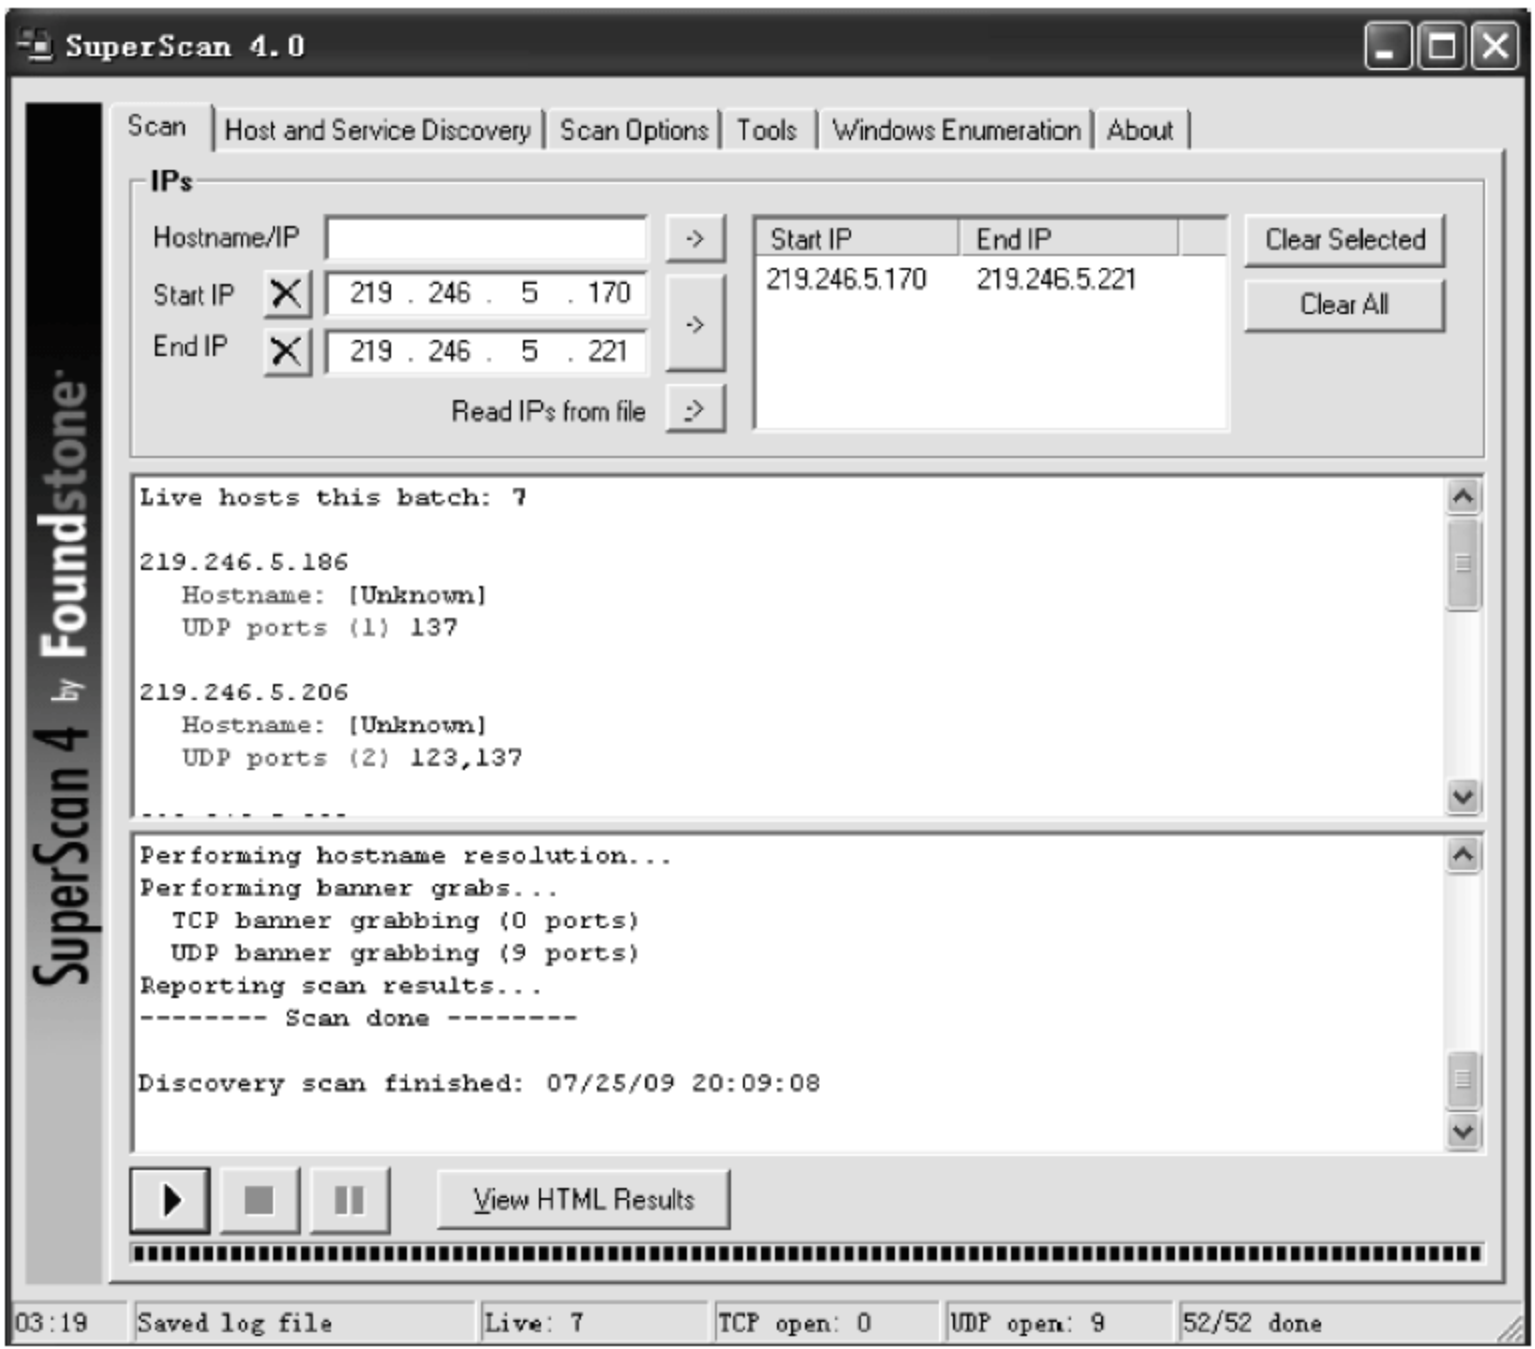 SuperScan 4.0
Scan
Host and Service Discovery
Scan Options
Tools
Windows Enumeration
About
IPs
Hostname/IP
->
Start IP
219 . 246 . 5 . 170
->
End IP
219 . 246 . 5 . 221
Read IPs from file
->
Start IP End IP
219.246.5.170 219.246.5.221
Clear Selected
Clear All
SuperScan 4 by Foundstone
Live hosts this batch: 7
219.246.5.186
Hostname: [Unknown]
UDP ports (1) 137
219.246.5.206
Hostname: [Unknown]
UDP ports (2) 123,137
Performing hostname resolution...
Performing banner grabs...
TCP banner grabbing (0 ports)
UDP banner grabbing (9 ports)
Reporting scan results...
-------- Scan done --------
Discovery scan finished: 07/25/09 20:09:08
View HTML Results
03:19
Saved log file
Live: 7
TCP open: 0
UDP open: 9
52/52 done